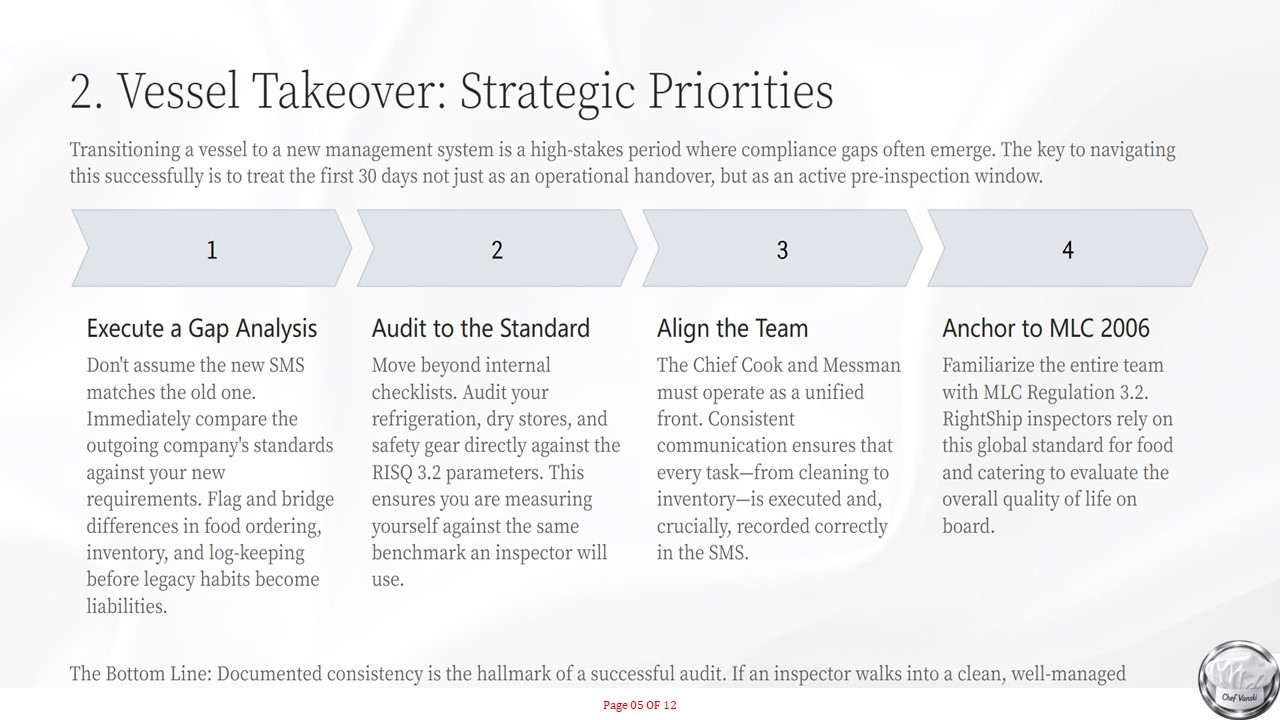 2. Vessel Takeover: Strategic Priorities
Transitioning a vessel to a new management system is a high-stakes period where compliance gaps often emerge. The key to navigating
this successfully is to treat the first 30 days not just as an operational handover, but as an active pre-inspection window.
1
2
3
4
Execute a Gap Analysis
Don't assume the new SMS
matches the old one.
Immediately compare the
outgoing company's standards
against your new
requirements. Flag and bridge
differences in food ordering,
inventory, and log-keeping
before legacy habits become
liabilities.
Audit to the Standard
Move beyond internal
checklists. Audit your
refrigeration, dry stores, and
safety gear directly against the
RISQ 3.2 parameters. This
ensures you are measuring
yourself against the same
benchmark an inspector will
use.
Align the Team
The Chief Cook and Messman
must operate as a unified
front. Consistent
communication ensures that
every task—from cleaning to
inventory—is executed and,
crucially, recorded correctly
in the SMS.
Anchor to MLC 2006
Familiarize the entire team
with MLC Regulation 3.2.
RightShip inspectors rely on
this global standard for food
and catering to evaluate the
overall quality of life on
board.
The Bottom Line: Documented consistency is the hallmark of a successful audit. If an inspector walks into a clean, well-managed
Chef Vanski
Page 05 OF 12